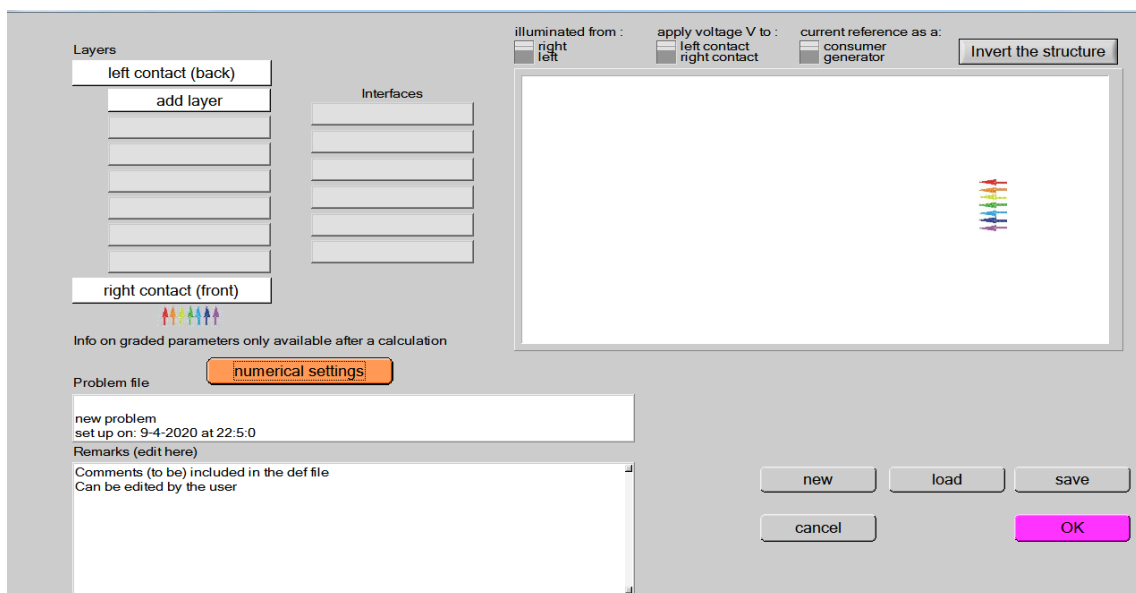 Layers
left contact (back)
add layer
right contact (front)
Interfaces
illuminated from :
right
left
apply voltage V to :
left contact
right contact
current reference as a:
consumer
generator
Invert the structure
Info on graded parameters only available after a calculation
numerical settings
Problem file
new problem
set up on: 9-4-2020 at 22:5:0
Remarks (edit here)
Comments (to be) included in the def file
Can be edited by the user
new
load
save
cancel
OK